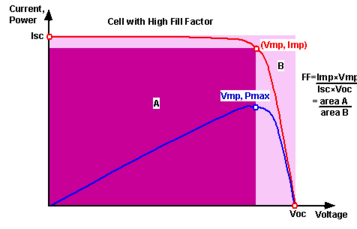 Current,
Power
Cell with High Fill Factor
Isc
(Vmp, Imp)
B
FF=Imp×Vmp
Isc×Voc
= area A
area B
Vmp, Pmax
A
Voc
Voltage